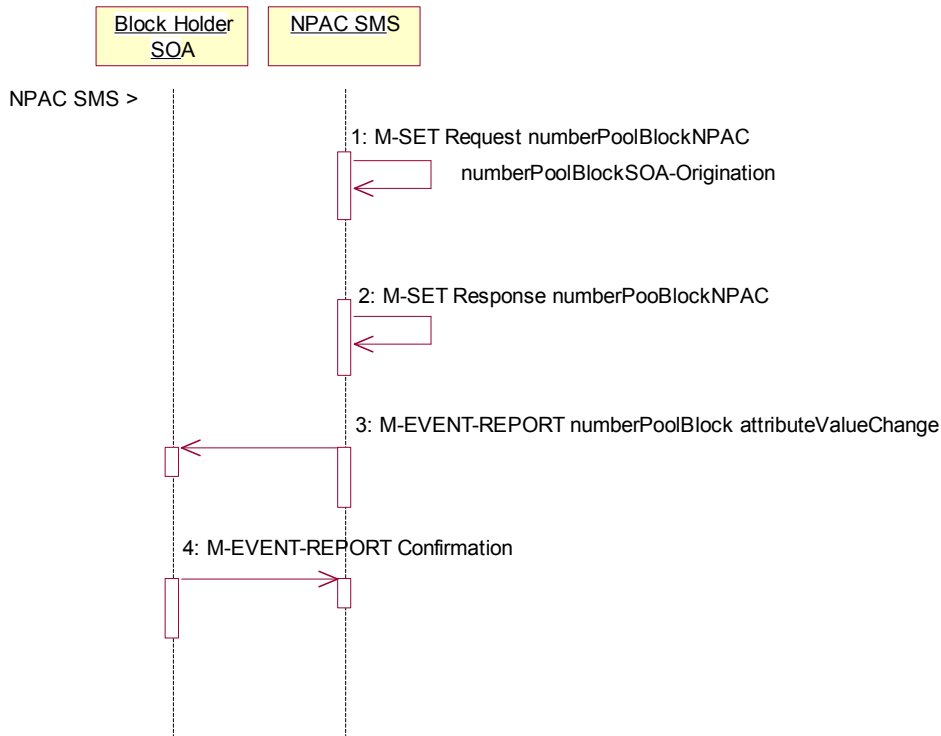 Block Holder
SOA
NPAC SMS
NPAC SMS >
1: M-SET Request numberPoolBlockNPAC
numberPoolBlockSOA-Origination
2: M-SET Response numberPooBlockNPAC
3: M-EVENT-REPORT numberPoolBlock attributeValueChange
4: M-EVENT-REPORT Confirmation